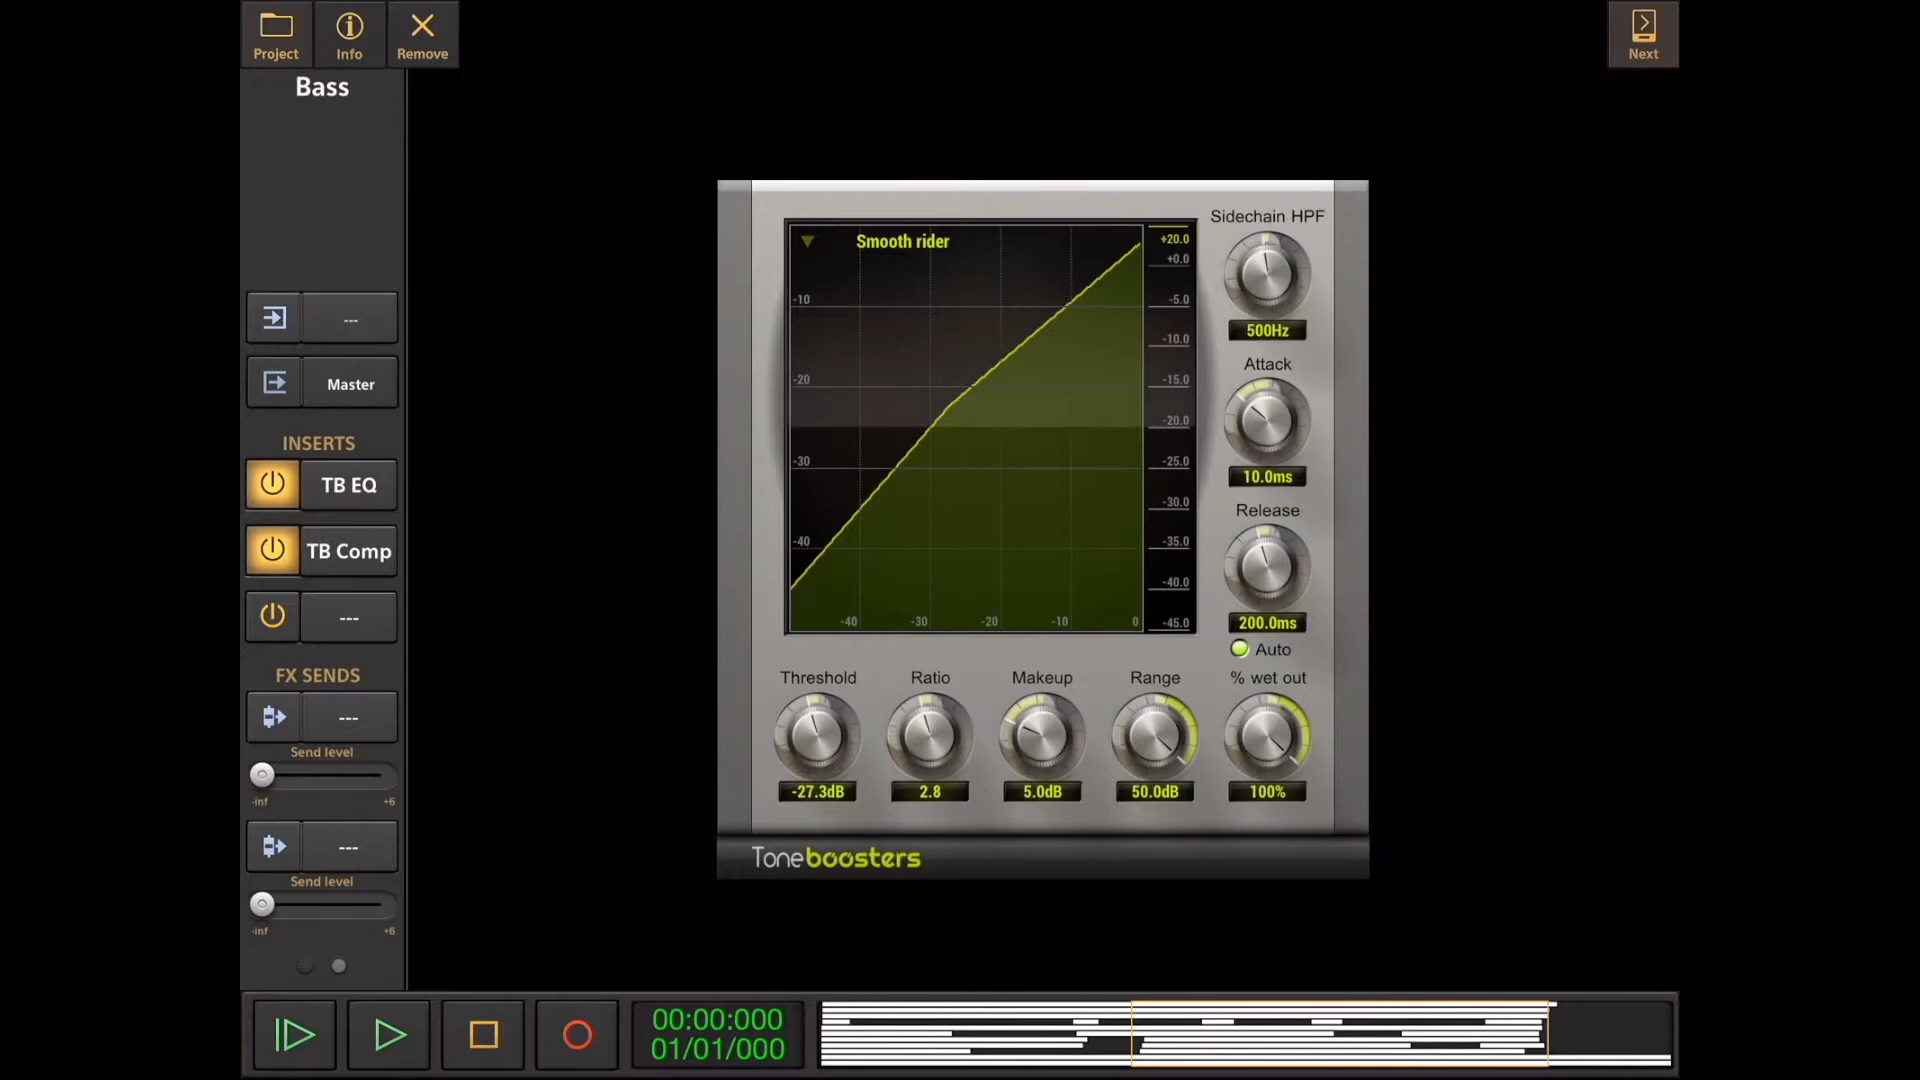 Project
Info
Remove
Next
Bass
---
Master
INSERTS
TB EQ
TB Comp
---
FX SENDS
---
Send level
-inf
+6
---
Send level
-inf
+6
Smooth rider
-10
-20
-30
-40
-40
-30
-20
-10
0
+20.0
+0.0
-5.0
-10.0
-15.0
-20.0
-25.0
-30.0
-35.0
-40.0
-45.0
Sidechain HPF
500Hz
Attack
10.0ms
Release
200.0ms
Auto
Threshold
Ratio
Makeup
Range
% wet out
-27.3dB
2.8
5.0dB
50.0dB
100%
Toneboosters
00:00:000
01/01/000